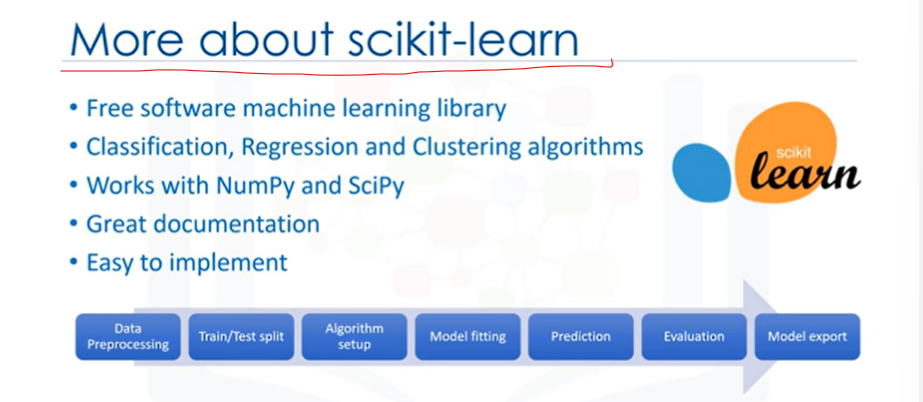 More about scikit-learn
• Free software machine learning library
• Classification, Regression and Clustering algorithms
• Works with NumPy and SciPy
• Great documentation
• Easy to implement
scikit
learn
Data
Preprocessing
Train/Test split
Algorithm
setup
Model fitting
Prediction
Evaluation
Model export